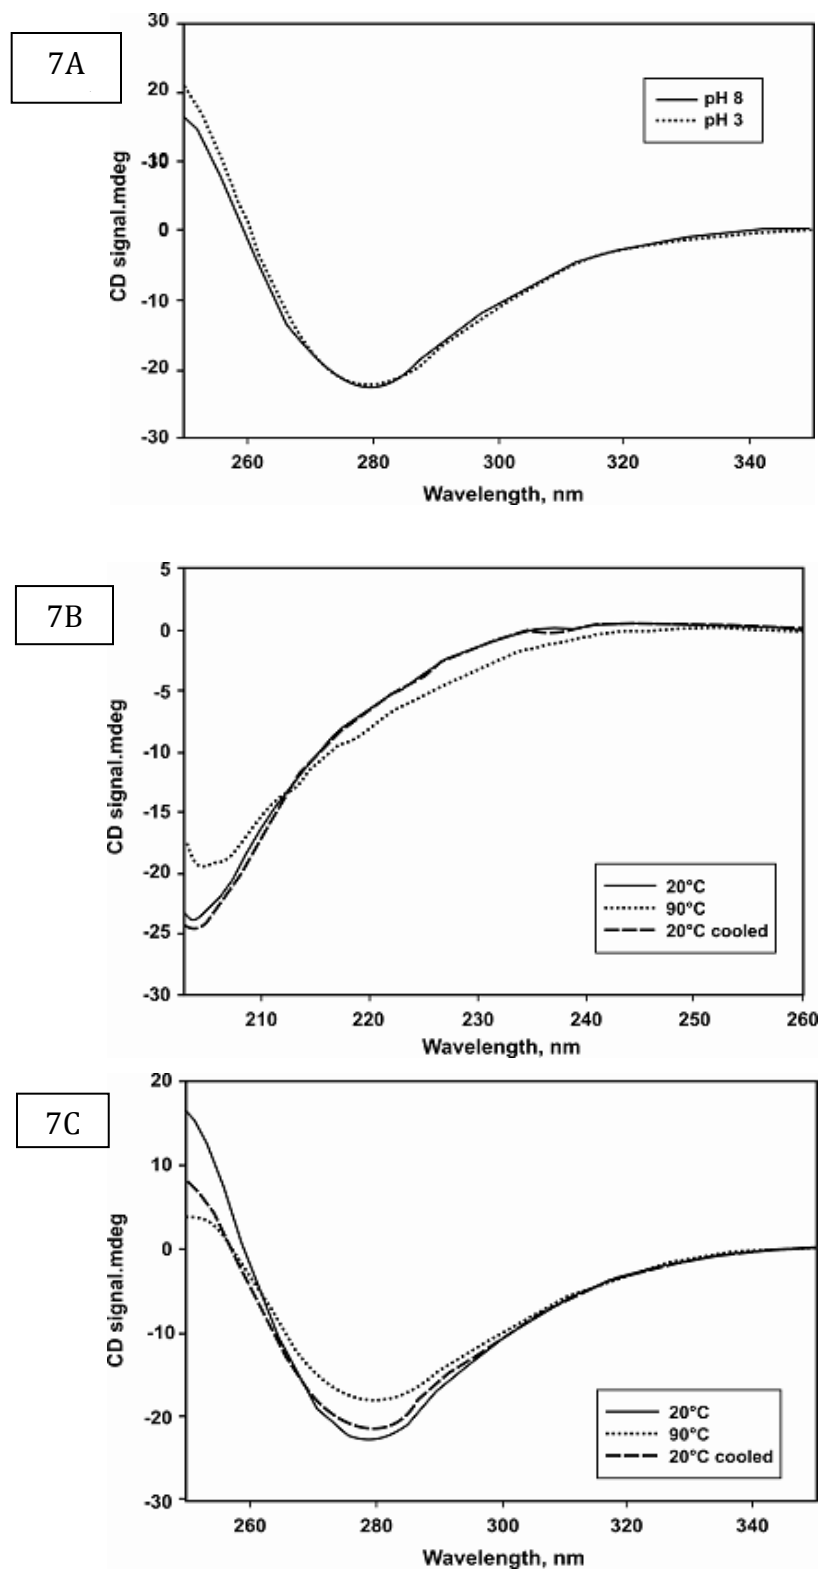 7A
30
20
0
-10
-20
-30
CD signal.mdeg
pH 8
pH 3
260 280 300 320 340
Wavelength, nm
7B
5
0
-5
-10
-15
-20
-25
-30
CD signal.mdeg
20°C
90°C
20°C cooled
210 220 230 240 250 260
Wavelength, nm
7C
20
10
0
-10
-20
-30
CD signal.mdeg
20°C
90°C
20°C cooled
260 280 300 320 340
Wavelength, nm